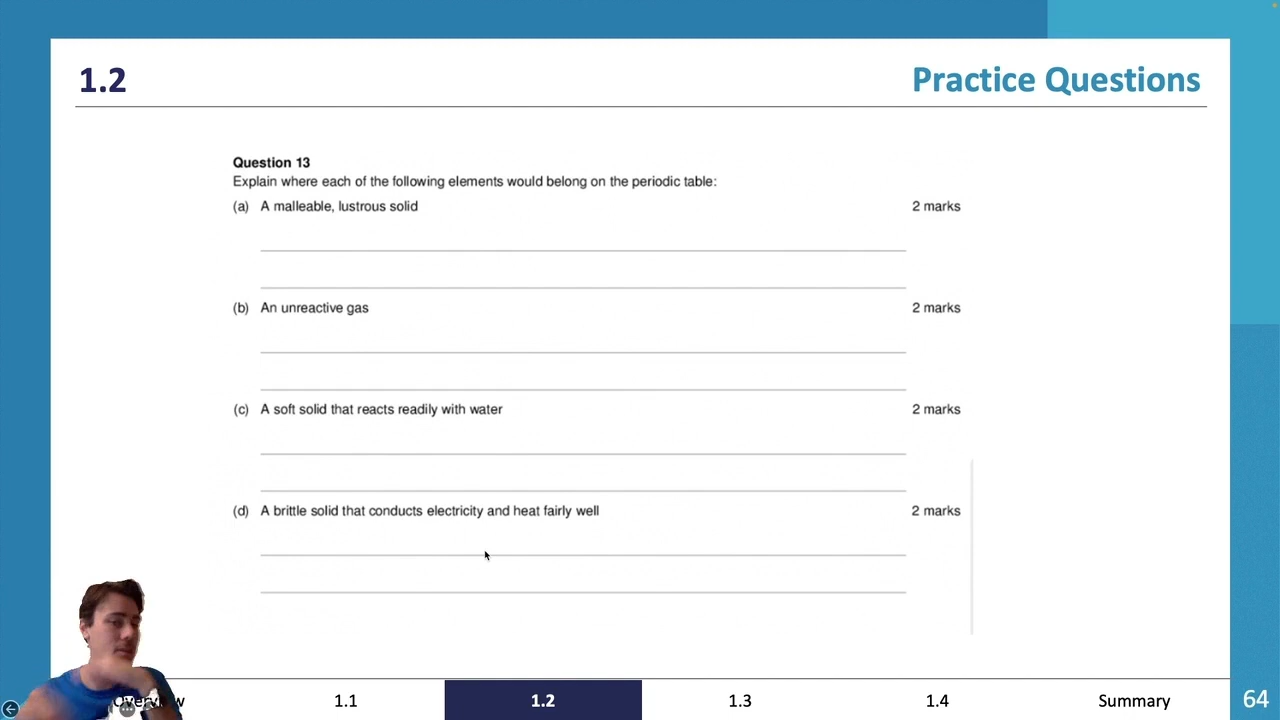 1.2
Practice Questions
Question 13
Explain where each of the following elements would belong on the periodic table:
(a) A malleable, lustrous solid 2 marks
(b) An unreactive gas 2 marks
(c) A soft solid that reacts readily with water 2 marks
(d) A brittle solid that conducts electricity and heat fairly well 2 marks
1.1 1.2 1.3 1.4 Summary 64